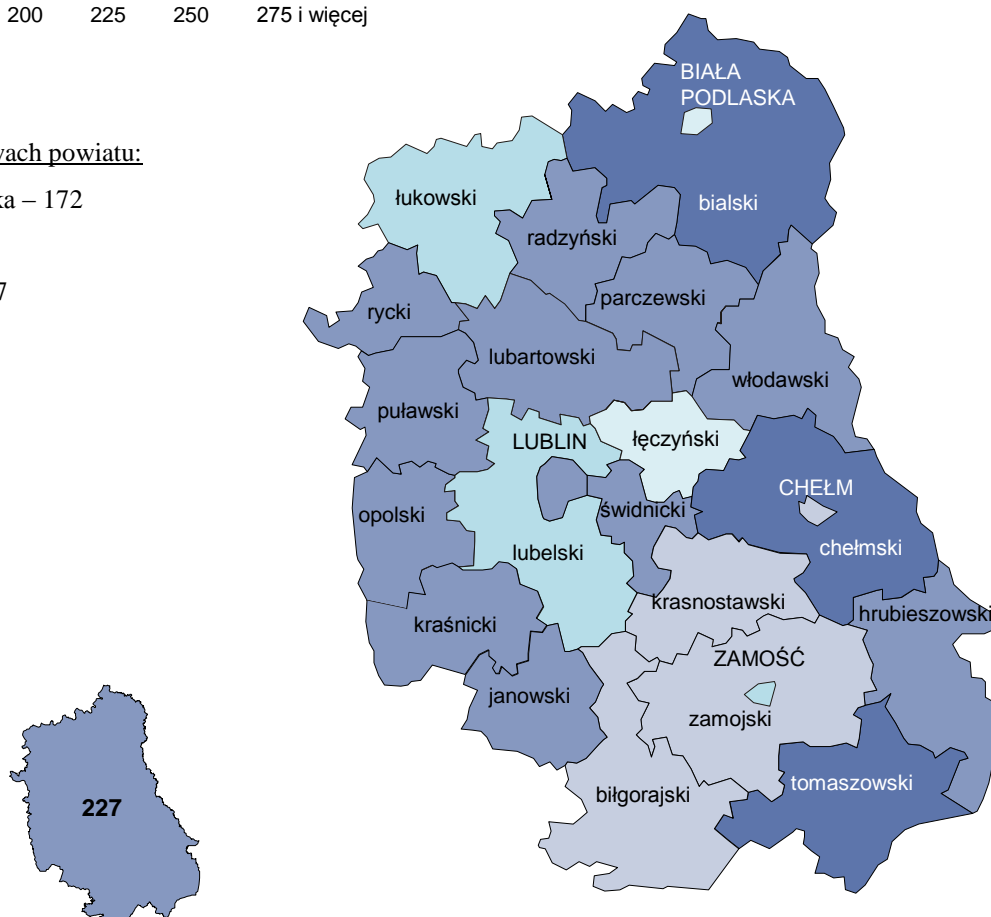 200 225 250 275 i więcej
wach powiatu:
ka – 172
7
BIAŁA
PODLASKA
łukowski
bialski
radzyński
parczewski
rycki
lubartowski
włodawski
puławski
LUBLIN
łęczyński
CHEŁM
opolski
świdnicki
chełmski
lubelski
krasnostawski
hrubieszowski
kraśnicki
ZAMOŚĆ
janowski
zamojski
tomaszowski
biłgorajski
227